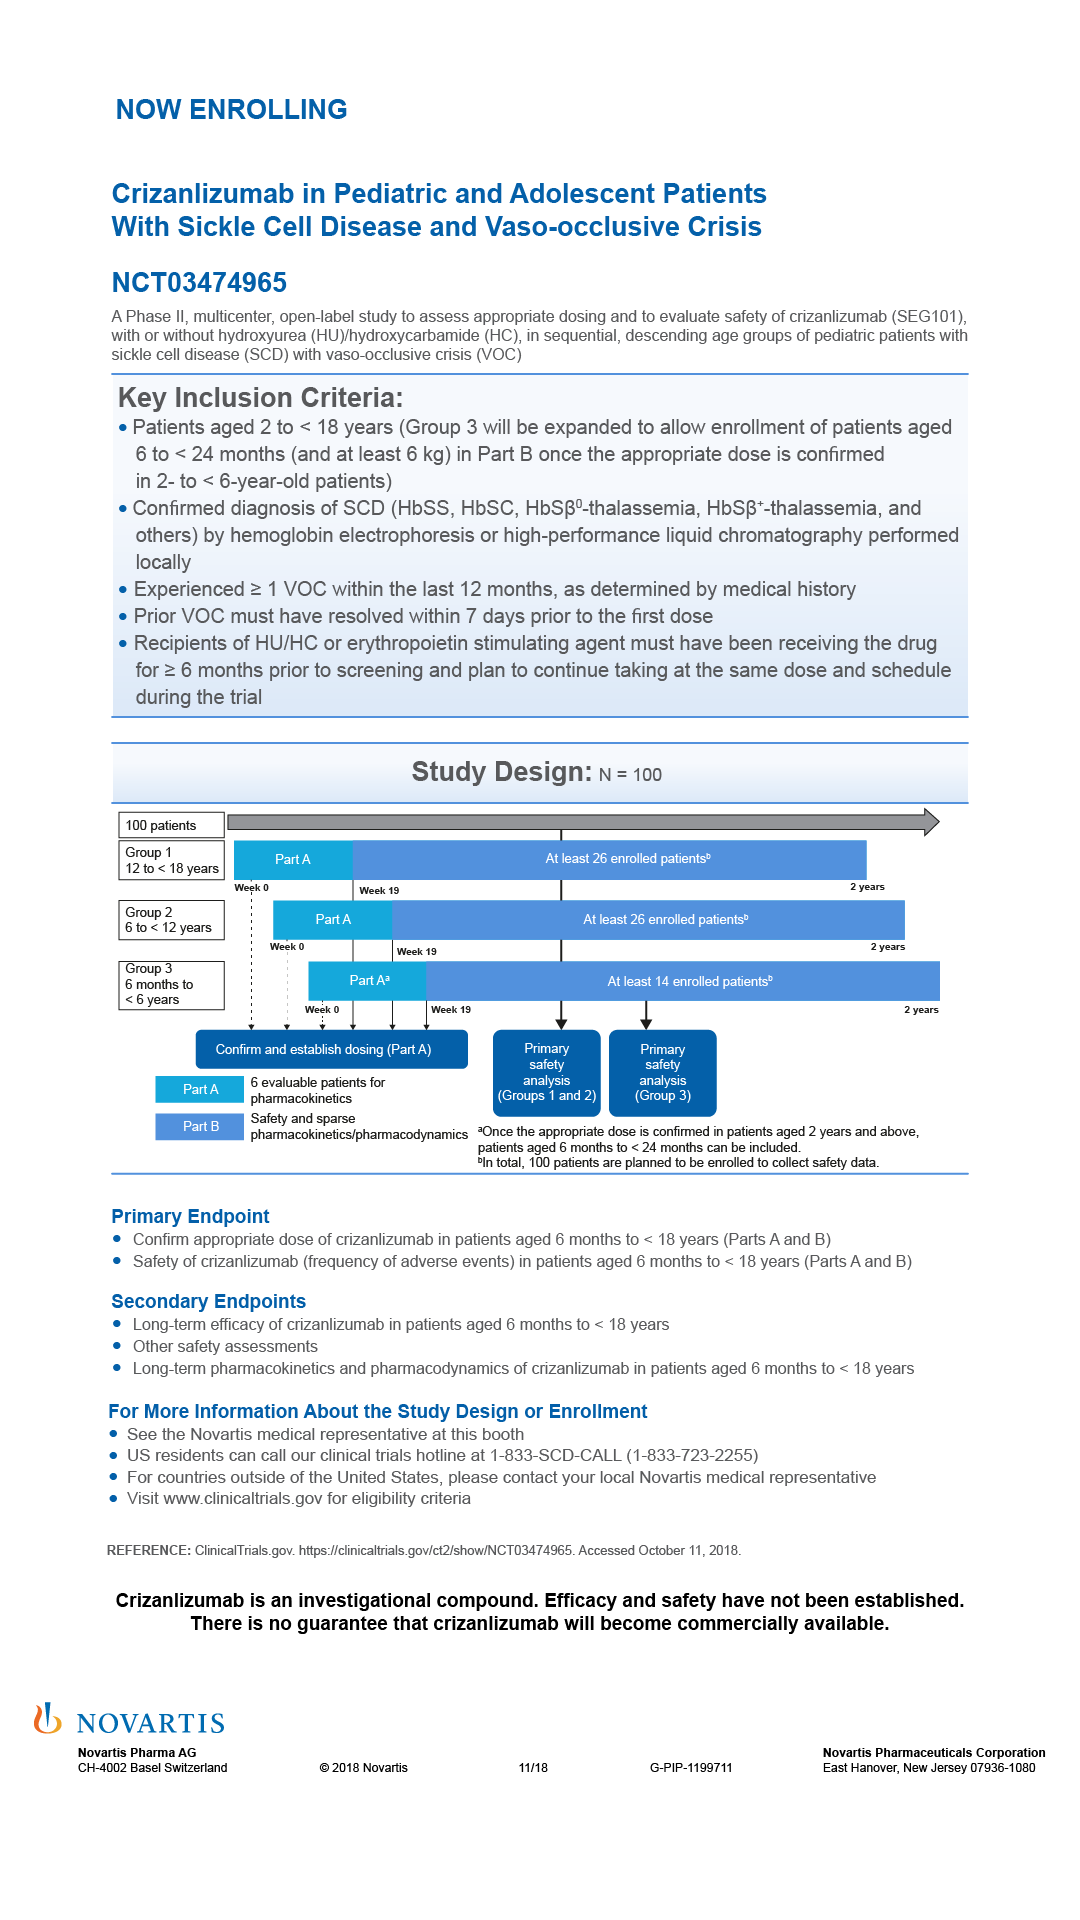 NOW ENROLLING
Crizanlizumab in Pediatric and Adolescent Patients
With Sickle Cell Disease and Vaso-occlusive Crisis
NCT03474965
A Phase II, multicenter, open-label study to assess appropriate dosing and to evaluate safety of crizanlizumab (SEG101),
with or without hydroxyurea (HU)/hydroxycarbamide (HC), in sequential, descending age groups of pediatric patients with
sickle cell disease (SCD) with vaso-occlusive crisis (VOC)
Key Inclusion Criteria:
• Patients aged 2 to < 18 years (Group 3 will be expanded to allow enrollment of patients aged
6 to < 24 months (and at least 6 kg) in Part B once the appropriate dose is confirmed
in 2- to < 6-year-old patients)
• Confirmed diagnosis of SCD (HbSS, HbSC, HbSβ⁰-thalassemia, HbSβ⁺-thalassemia, and
others) by hemoglobin electrophoresis or high-performance liquid chromatography performed
locally
• Experienced ≥ 1 VOC within the last 12 months, as determined by medical history
• Prior VOC must have resolved within 7 days prior to the first dose
• Recipients of HU/HC or erythropoietin stimulating agent must have been receiving the drug
for ≥ 6 months prior to screening and plan to continue taking at the same dose and schedule
during the trial
Study Design: N = 100
100 patients
Group 1
12 to < 18 years
Part A
At least 26 enrolled patientsᵇ
Week 0
Week 19
2 years
Group 2
6 to < 12 years
Part A
At least 26 enrolled patientsᵇ
Week 0
Week 19
2 years
Group 3
6 months to
< 6 years
Part Aᵃ
At least 14 enrolled patientsᵇ
Week 0
Week 19
2 years
Confirm and establish dosing (Part A)
Primary
safety
analysis
(Groups 1 and 2)
Primary
safety
analysis
(Group 3)
Part A
6 evaluable patients for
pharmacokinetics
Part B
Safety and sparse
pharmacokinetics/pharmacodynamics
ᵃOnce the appropriate dose is confirmed in patients aged 2 years and above,
patients aged 6 months to < 24 months can be included.
ᵇIn total, 100 patients are planned to be enrolled to collect safety data.
Primary Endpoint
• Confirm appropriate dose of crizanlizumab in patients aged 6 months to < 18 years (Parts A and B)
• Safety of crizanlizumab (frequency of adverse events) in patients aged 6 months to < 18 years (Parts A and B)
Secondary Endpoints
• Long-term efficacy of crizanlizumab in patients aged 6 months to < 18 years
• Other safety assessments
• Long-term pharmacokinetics and pharmacodynamics of crizanlizumab in patients aged 6 months to < 18 years
For More Information About the Study Design or Enrollment
• See the Novartis medical representative at this booth
• US residents can call our clinical trials hotline at 1-833-SCD-CALL (1-833-723-2255)
• For countries outside of the United States, please contact your local Novartis medical representative
• Visit www.clinicaltrials.gov for eligibility criteria
REFERENCE: ClinicalTrials.gov. https://clinicaltrials.gov/ct2/show/NCT03474965. Accessed October 11, 2018.
Crizanlizumab is an investigational compound. Efficacy and safety have not been established.
There is no guarantee that crizanlizumab will become commercially available.
NOVARTIS
Novartis Pharma AG
CH-4002 Basel Switzerland
© 2018 Novartis
11/18
G-PIP-1199711
Novartis Pharmaceuticals Corporation
East Hanover, New Jersey 07936-1080